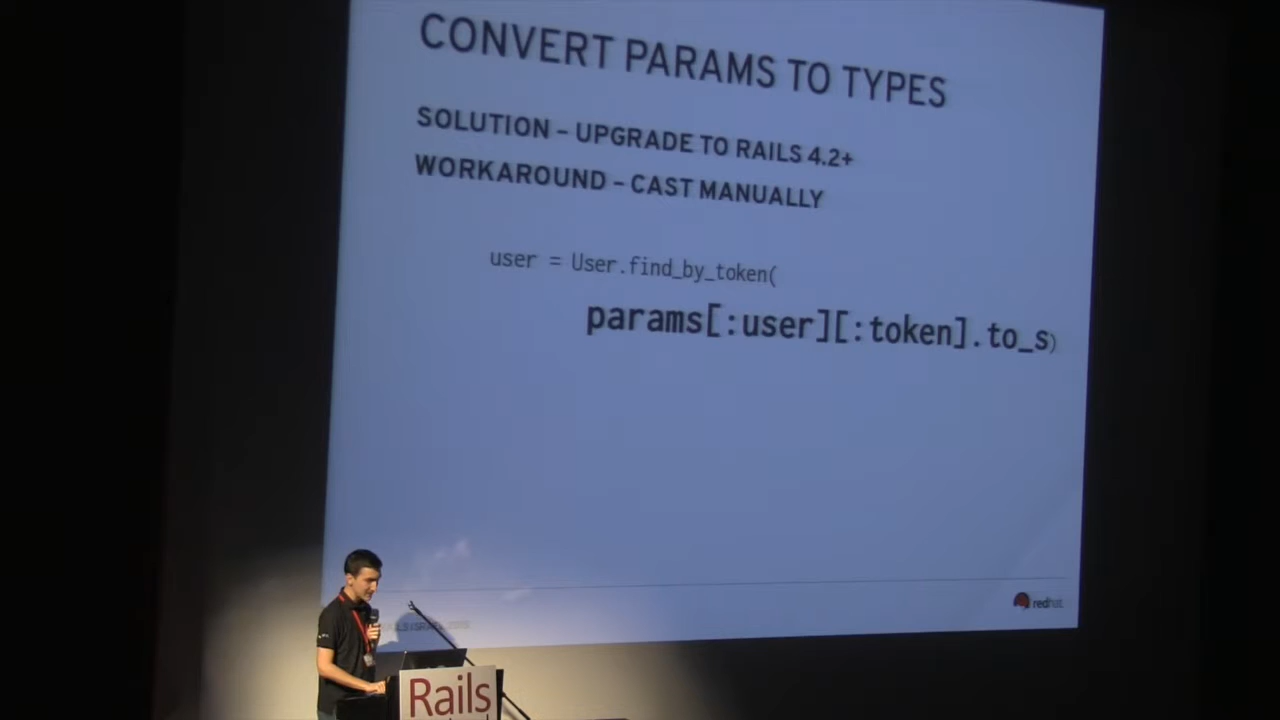 CONVERT PARAMS TO TYPES
SOLUTION – UPGRADE TO RAILS 4.2+
WORKAROUND – CAST MANUALLY
user = User.find_by_token(
params[:user][:token].to_s)
redhat
Rails